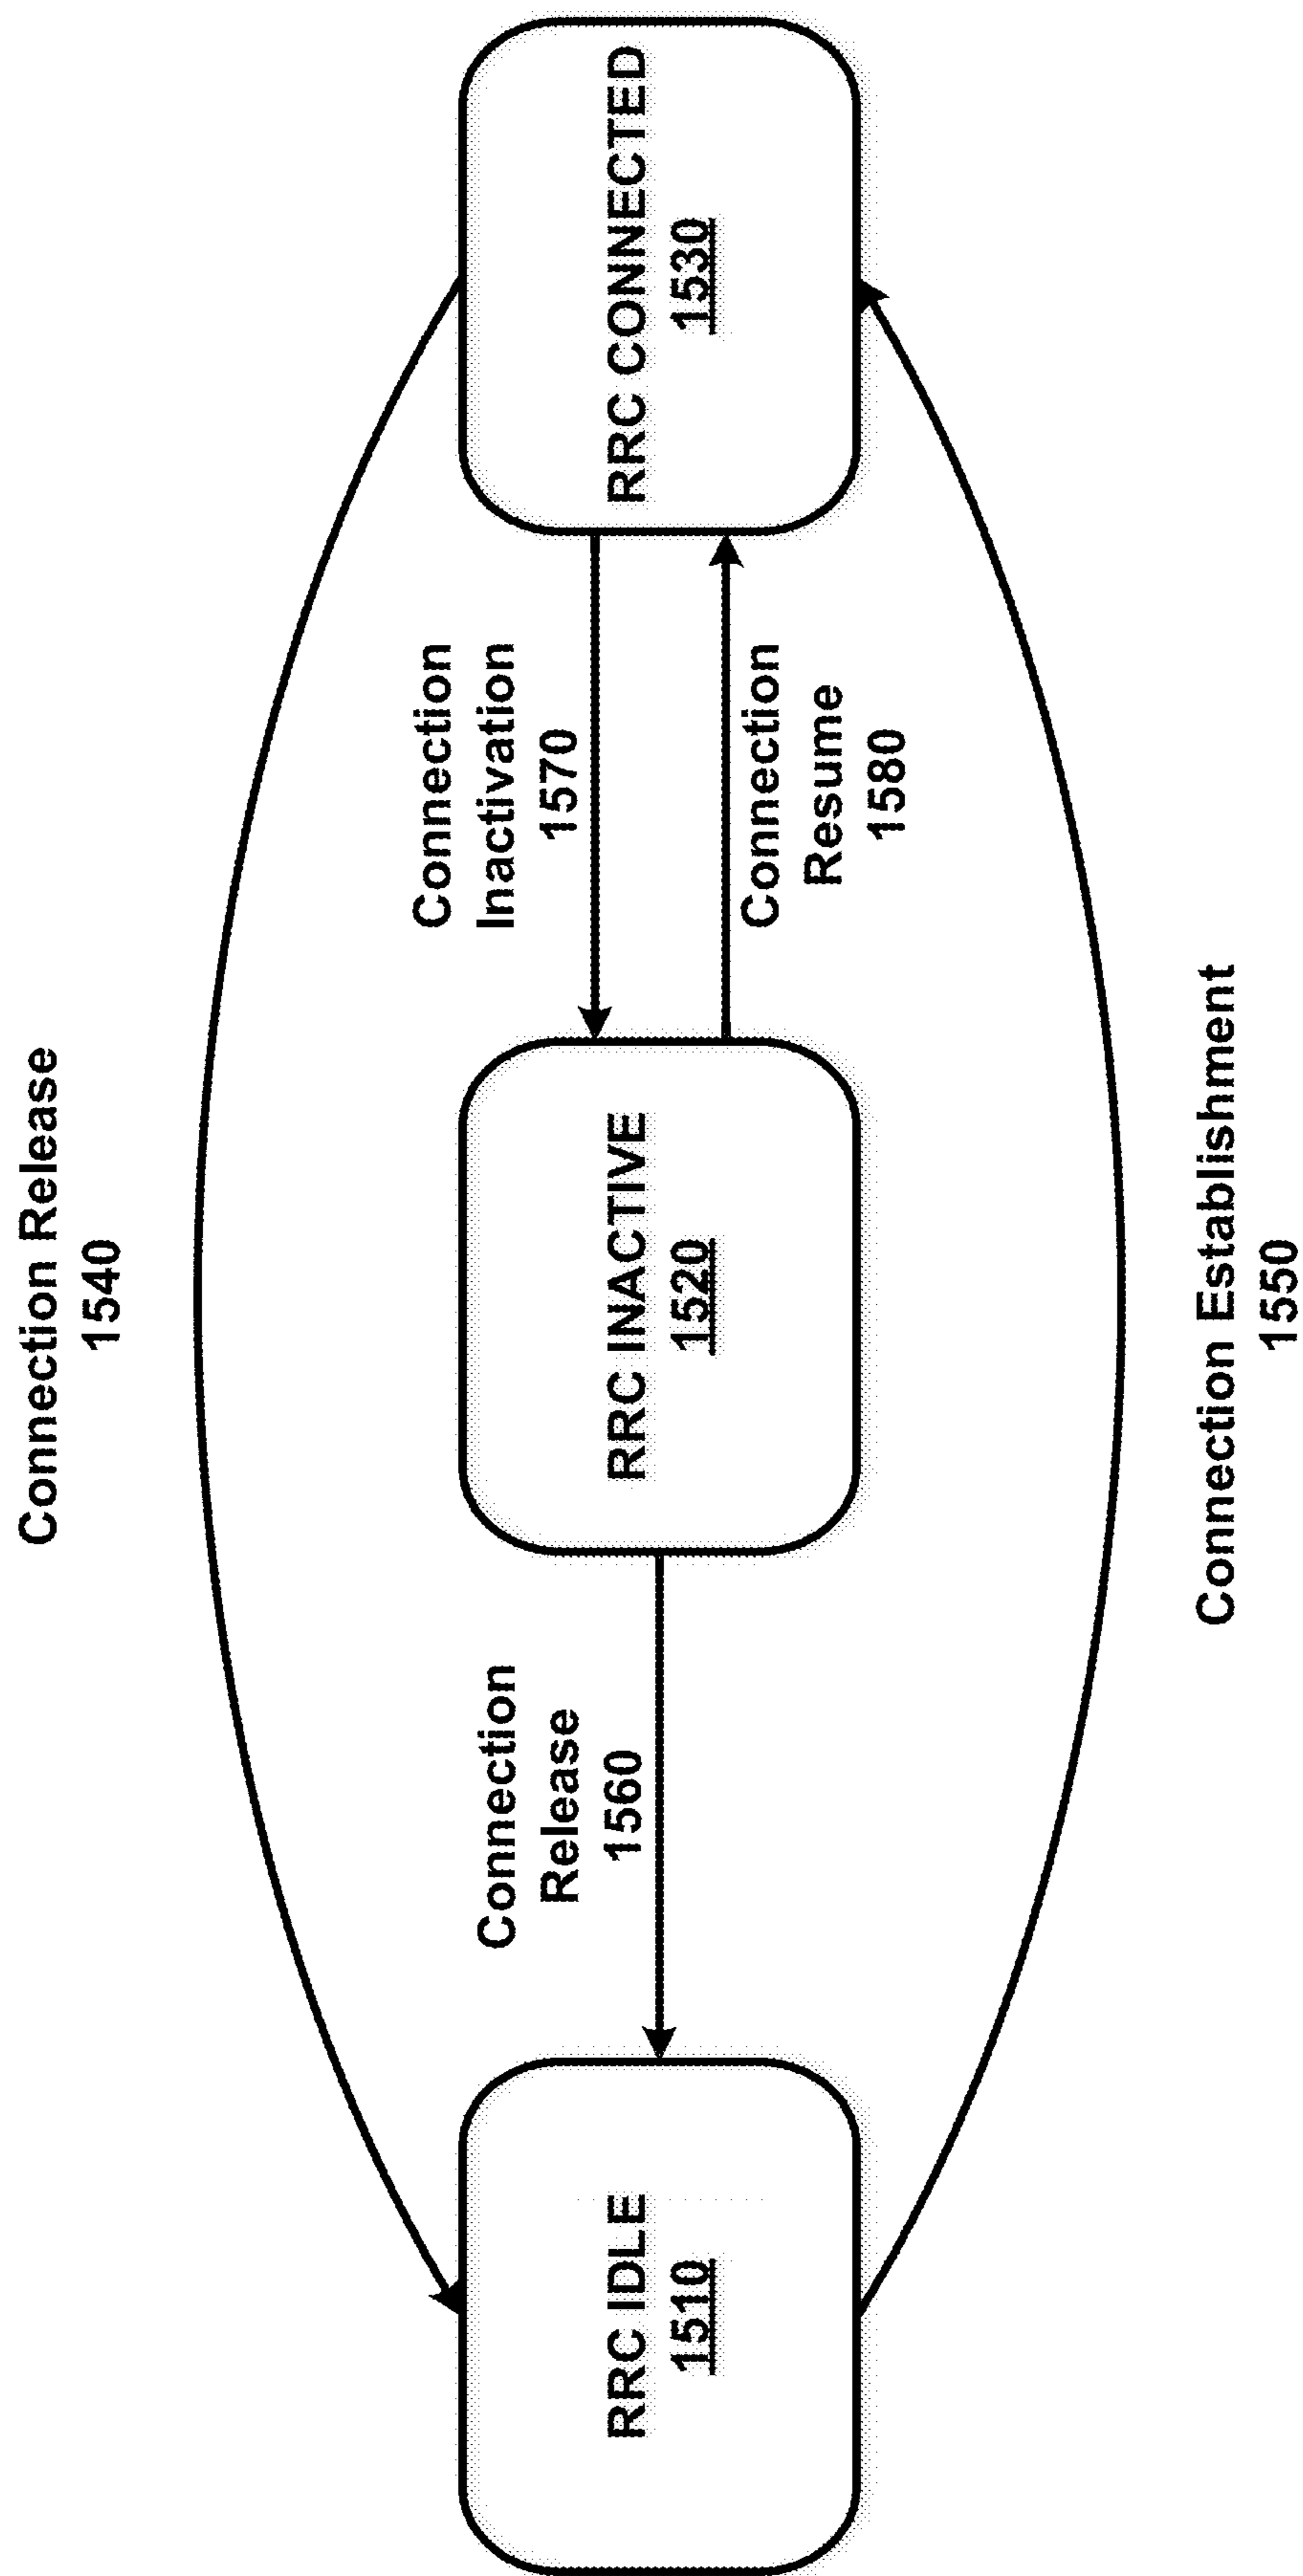 Connection Release
1540
RRC IDLE
1510
Connection
Release
1560
RRC INACTIVE
1520
Connection
Inactivation
1570
Connection
Resume
1580
RRC CONNECTED
1530
Connection Establishment
1550